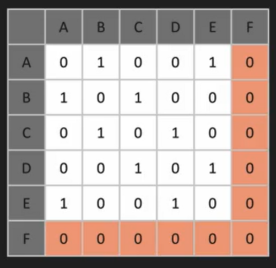 A B C D E F
A 0 1 0 0 1 0
B 1 0 1 0 0 0
C 0 1 0 1 0 0
D 0 0 1 0 1 0
E 1 0 0 1 0 0
F 0 0 0 0 0 0